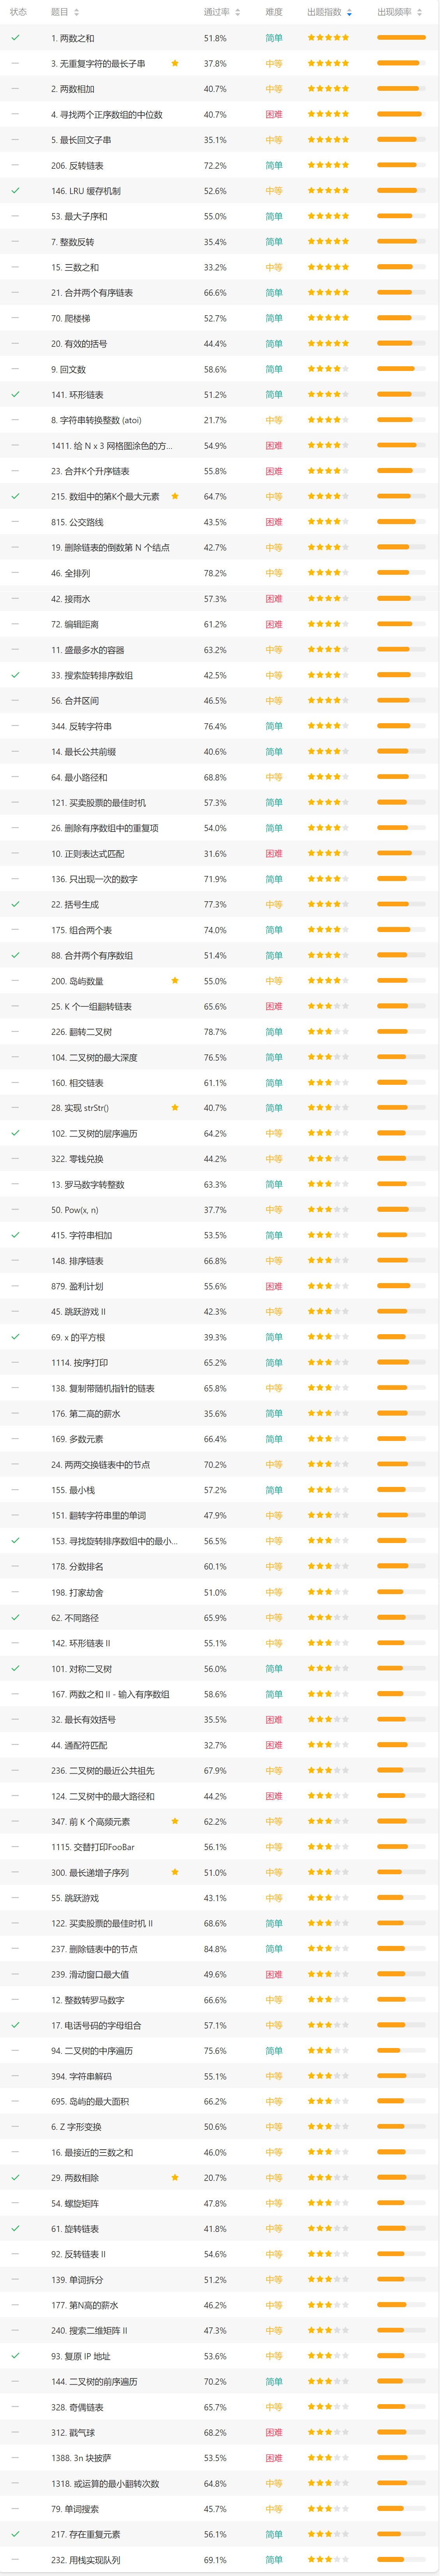 状态 题目 通过率 难度 出题指数 出现频率
1. 两数之和 51.8% 简单
3. 无重复字符的最长子串 37.8% 中等
2. 两数相加 40.7% 中等
4. 寻找两个正序数组的中位数 40.7% 困难
5. 最长回文子串 35.1% 中等
206. 反转链表 72.2% 简单
146. LRU 缓存机制 52.6% 中等
53. 最大子序和 55.0% 简单
7. 整数反转 35.4% 简单
15. 三数之和 33.2% 中等
21. 合并两个有序链表 66.6% 简单
70. 爬楼梯 52.7% 简单
20. 有效的括号 44.4% 简单
9. 回文数 58.6% 简单
141. 环形链表 51.2% 简单
8. 字符串转换整数 (atoi) 21.7% 中等
1411. 给 N x 3 网格图涂色的方... 54.9% 困难
23. 合并K个升序链表 55.8% 困难
215. 数组中的第K个最大元素 64.7% 中等
815. 公交路线 43.5% 困难
19. 删除链表的倒数第 N 个结点 42.7% 中等
46. 全排列 78.2% 中等
42. 接雨水 57.3% 困难
72. 编辑距离 61.2% 困难
11. 盛最多水的容器 63.2% 中等
33. 搜索旋转排序数组 42.5% 中等
56. 合并区间 46.5% 中等
344. 反转字符串 76.4% 简单
14. 最长公共前缀 40.6% 简单
64. 最小路径和 68.8% 中等
121. 买卖股票的最佳时机 57.3% 简单
26. 删除有序数组中的重复项 54.0% 简单
10. 正则表达式匹配 31.6% 困难
136. 只出现一次的数字 71.9% 简单
22. 括号生成 77.3% 中等
175. 组合两个表 74.0% 简单
88. 合并两个有序数组 51.4% 简单
200. 岛屿数量 55.0% 中等
25. K 个一组翻转链表 65.6% 困难
226. 翻转二叉树 78.7% 简单
104. 二叉树的最大深度 76.5% 简单
160. 相交链表 61.1% 简单
28. 实现 strStr() 40.7% 简单
102. 二叉树的层序遍历 64.2% 中等
322. 零钱兑换 44.2% 中等
13. 罗马数字转整数 63.3% 简单
50. Pow(x, n) 37.7% 中等
415. 字符串相加 53.5% 简单
148. 排序链表 66.8% 中等
879. 盈利计划 55.6% 困难
45. 跳跃游戏 II 42.3% 中等
69. x 的平方根 39.3% 简单
1114. 按序打印 65.2% 简单
138. 复制带随机指针的链表 65.8% 中等
176. 第二高的薪水 35.6% 简单
169. 多数元素 66.4% 简单
24. 两两交换链表中的节点 70.2% 中等
155. 最小栈 57.2% 简单
151. 翻转字符串里的单词 47.9% 中等
153. 寻找旋转排序数组中的最小... 56.5% 中等
178. 分数排名 60.1% 中等
198. 打家劫舍 51.0% 中等
62. 不同路径 65.9% 中等
142. 环形链表 II 55.1% 中等
101. 对称二叉树 56.0% 简单
167. 两数之和 II - 输入有序数组 58.6% 简单
32. 最长有效括号 35.5% 困难
44. 通配符匹配 32.7% 困难
236. 二叉树的最近公共祖先 67.9% 中等
124. 二叉树中的最大路径和 44.2% 困难
347. 前 K 个高频元素 62.2% 中等
1115. 交替打印FooBar 56.1% 中等
300. 最长递增子序列 51.0% 中等
55. 跳跃游戏 43.1% 中等
122. 买卖股票的最佳时机 II 68.6% 简单
237. 删除链表中的节点 84.8% 简单
239. 滑动窗口最大值 49.6% 困难
12. 整数转罗马数字 66.6% 中等
17. 电话号码的字母组合 57.1% 中等
94. 二叉树的中序遍历 75.6% 简单
394. 字符串解码 55.1% 中等
695. 岛屿的最大面积 66.2% 中等
6. Z 字形变换 50.6% 中等
16. 最接近的三数之和 46.0% 中等
29. 两数相除 20.7% 中等
54. 螺旋矩阵 47.8% 中等
61. 旋转链表 41.8% 中等
92. 反转链表 II 54.6% 中等
139. 单词拆分 51.2% 中等
177. 第N高的薪水 46.2% 中等
240. 搜索二维矩阵 II 47.3% 中等
93. 复原 IP 地址 53.6% 中等
144. 二叉树的前序遍历 70.2% 简单
328. 奇偶链表 65.7% 中等
312. 戳气球 68.2% 困难
1388. 3n 块披萨 53.5% 困难
1318. 或运算的最小翻转次数 64.8% 中等
79. 单词搜索 45.7% 中等
217. 存在重复元素 56.1% 简单
232. 用栈实现队列 69.1% 简单